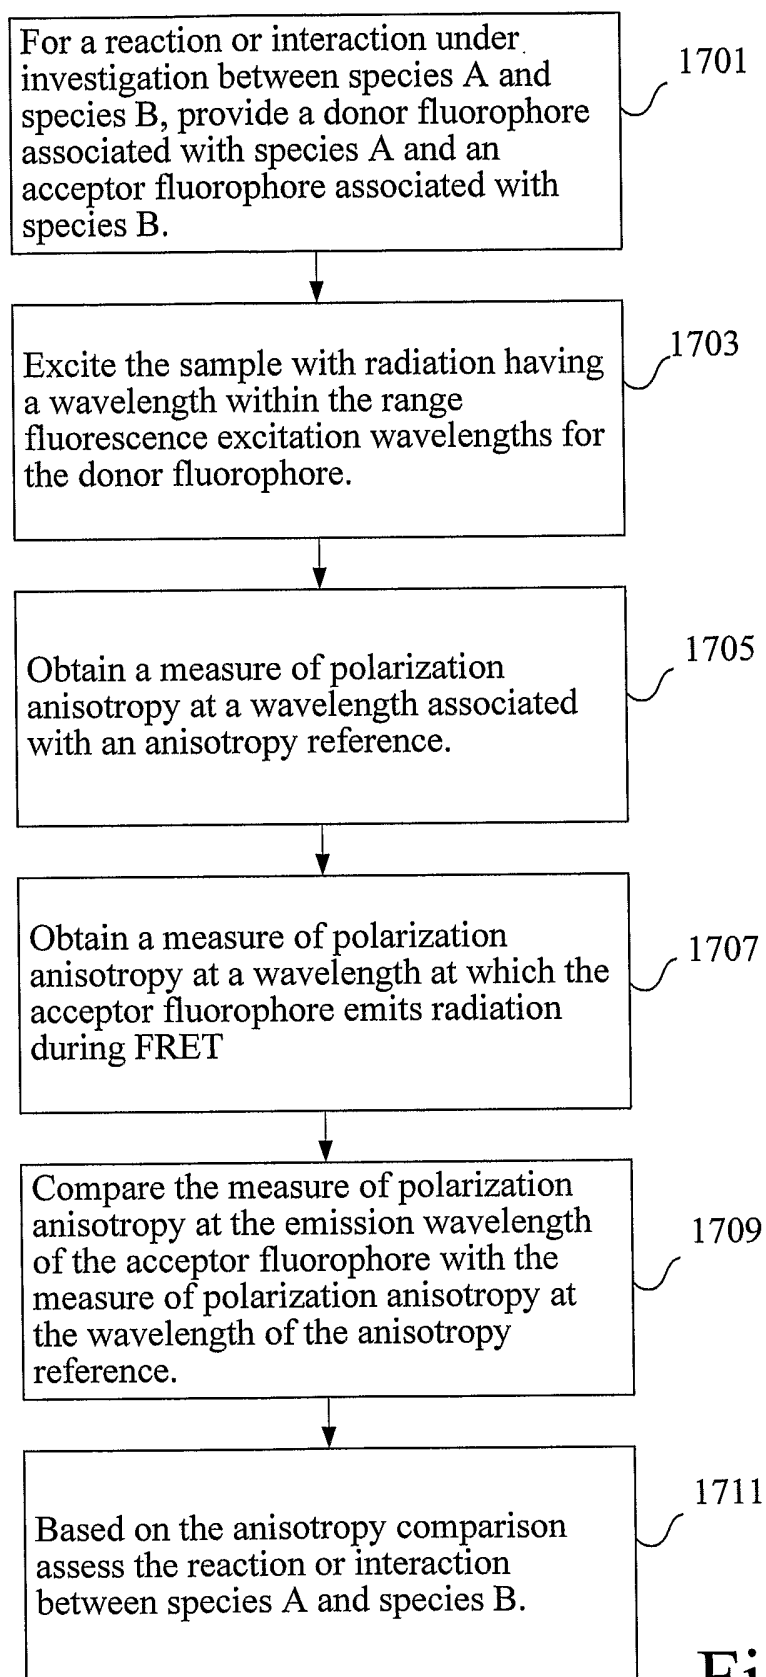 For a reaction or interaction under
investigation between species A and
species B, provide a donor fluorophore
associated with species A and an
acceptor fluorophore associated with
species B.
1701
Excite the sample with radiation having
a wavelength within the range
fluorescence excitation wavelengths for
the donor fluorophore.
1703
Obtain a measure of polarization
anisotropy at a wavelength associated
with an anisotropy reference.
1705
Obtain a measure of polarization
anisotropy at a wavelength at which the
acceptor fluorophore emits radiation
during FRET
1707
Compare the measure of polarization
anisotropy at the emission wavelength
of the acceptor fluorophore with the
measure of polarization anisotropy at
the wavelength of the anisotropy
reference.
1709
Based on the anisotropy comparison
assess the reaction or interaction
between species A and species B.
1711